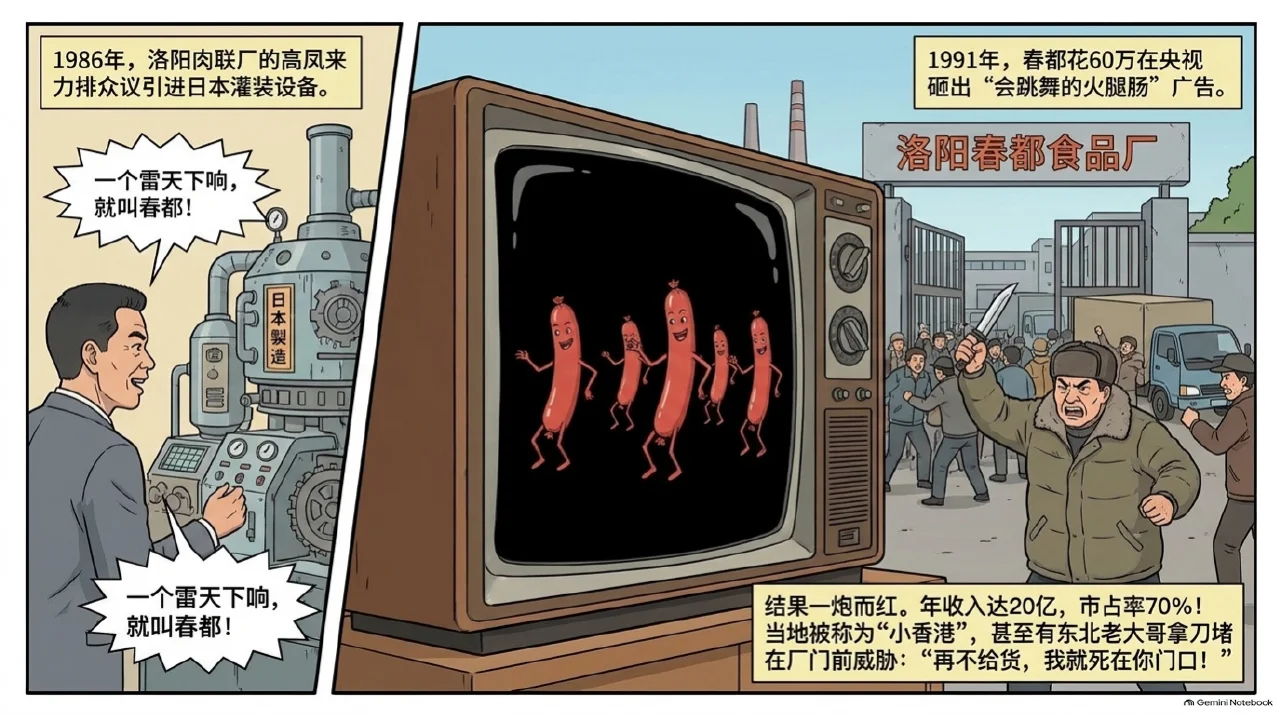 1986年，洛阳肉联厂的高凤来
力排众议引进日本灌装设备。
一个雷天下响，
就叫春都！
日本製造
一个雷天下响，
就叫春都！
1991年，春都花60万在央视
砸出“会跳舞的火腿肠”广告。
洛阳春都食品厂
结果一炮而红。年收入达20亿，市占率70%！
当地被称为“小香港”，甚至有东北老大哥拿刀堵
在厂门前威胁：“再不给货，我就死在你门口！”
Gemini Notebook